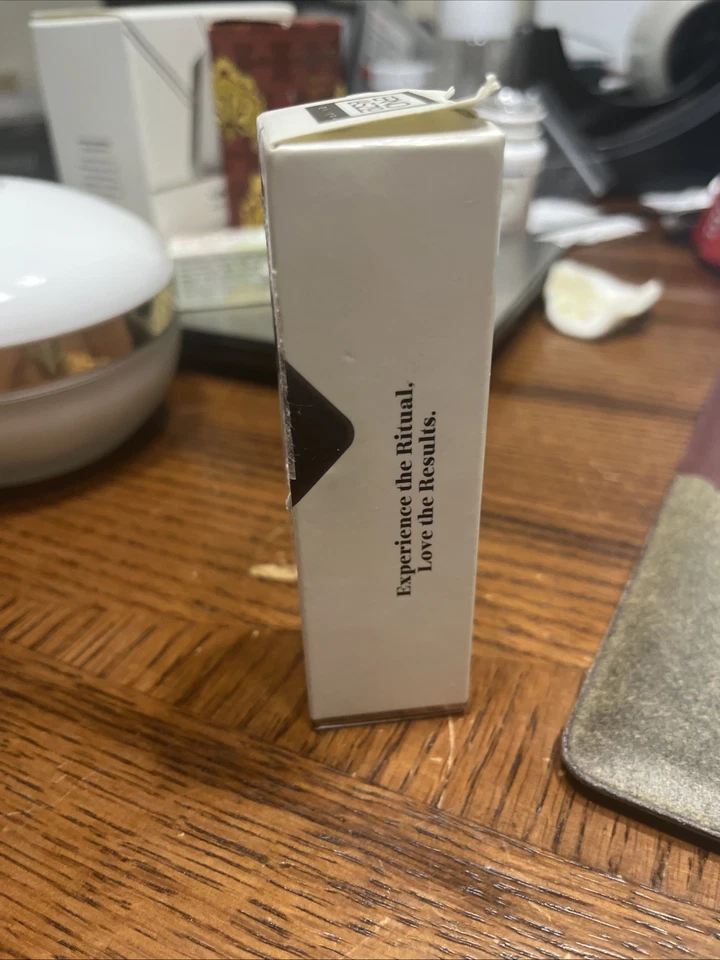 Experience the Ritual,
Love the Results.